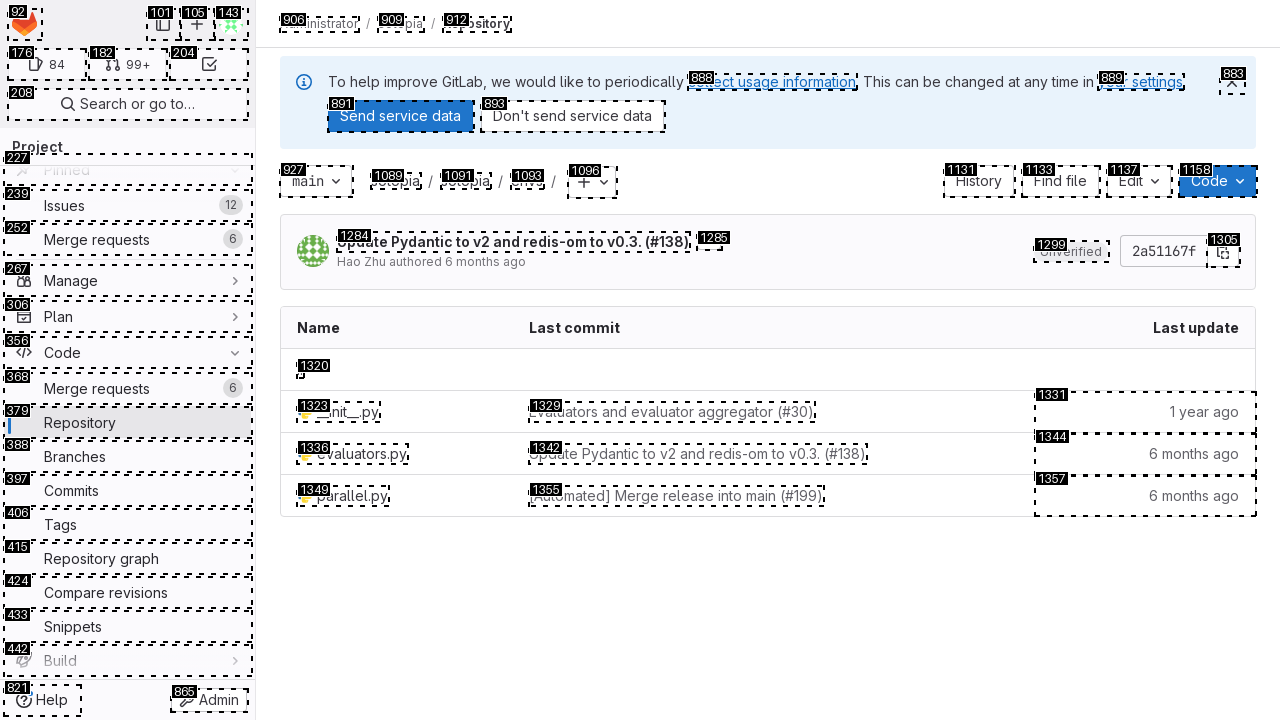 92
101
105
143
176
84
182
99+
204
208
Search or go to…
Project
227
Pinned
239
Issues
12
252
Merge requests
6
267
Manage
306
Plan
356
Code
368
Merge requests
6
379
Repository
388
Branches
397
Commits
406
Tags
415
Repository graph
424
Compare revisions
433
Snippets
442
Build
821
Help
865
Admin
906
Administrator
/
909
sotopia
/
912
Repository
To help improve GitLab, we would like to periodically 888 collect usage information. This can be changed at any time in 889 your settings.
883
891
Send service data
893
Don't send service data
927
main
1089
sotopia
/
1091
sotopia
/
1093
envs
/
1096
1131
History
1133
Find file
1137
Edit
1158
Code
1284
Update Pydantic to v2 and redis-om to v0.3. (#138)
1285
Hao Zhu authored 6 months ago
1299
Unverified
2a51167f
1305
Name
Last commit
Last update
1320
1323
__init__.py
1329
Evaluators and evaluator aggregator (#30)
1331
1 year ago
1336
evaluators.py
1342
Update Pydantic to v2 and redis-om to v0.3. (#138)
1344
6 months ago
1349
parallel.py
1355
[Automated] Merge release into main (#199)
1357
6 months ago